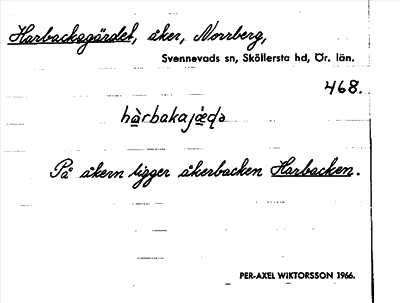 Harbacksgärdet, åker, Norrberg,
Svennevads sn, Sköllersta hd, Ör. län.
468.
På åkern ligger åkerbacken Harbacken.
PER-AXEL WIKTORSSON 1966.